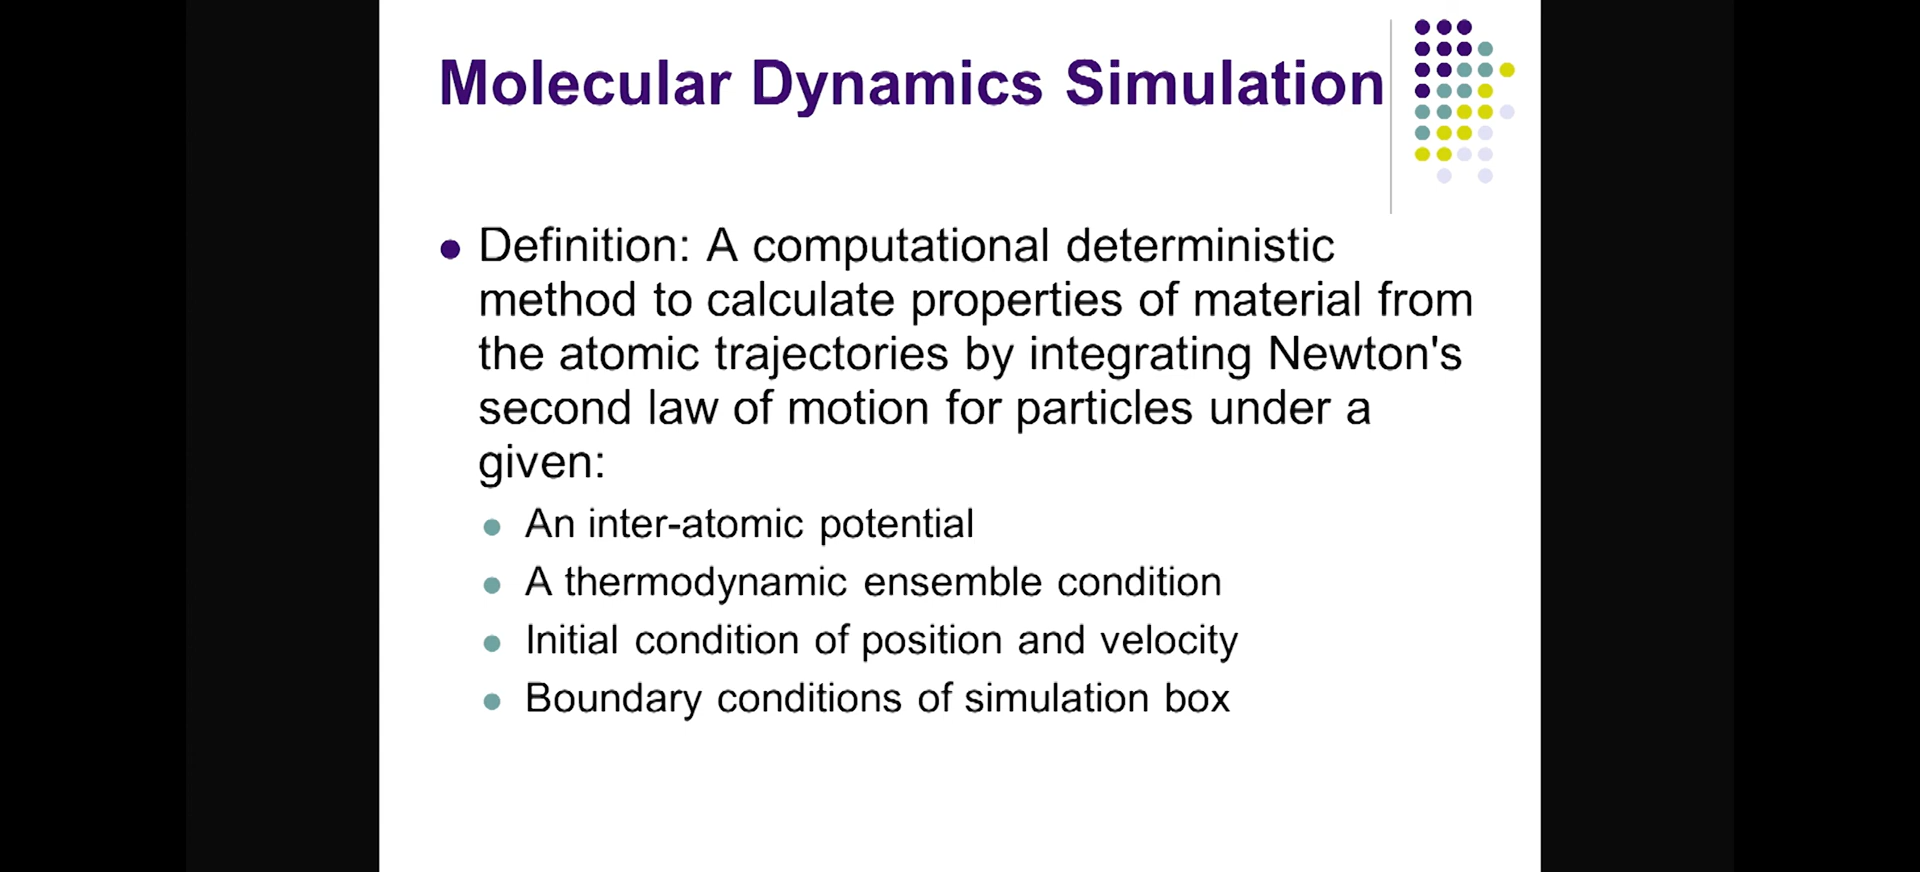 Molecular Dynamics Simulation
Definition: A computational deterministic
method to calculate properties of material from
the atomic trajectories by integrating Newton's
second law of motion for particles under a
given:
An inter-atomic potential
A thermodynamic ensemble condition
Initial condition of position and velocity
Boundary conditions of simulation box